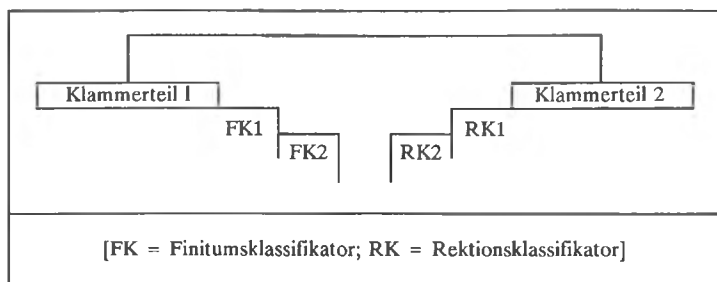 Klammerteil 1 Klammerteil 2
FK1 RK1
FK2 RK2
[FK = Finitumsklassifikator; RK = Rektionsklassifikator]